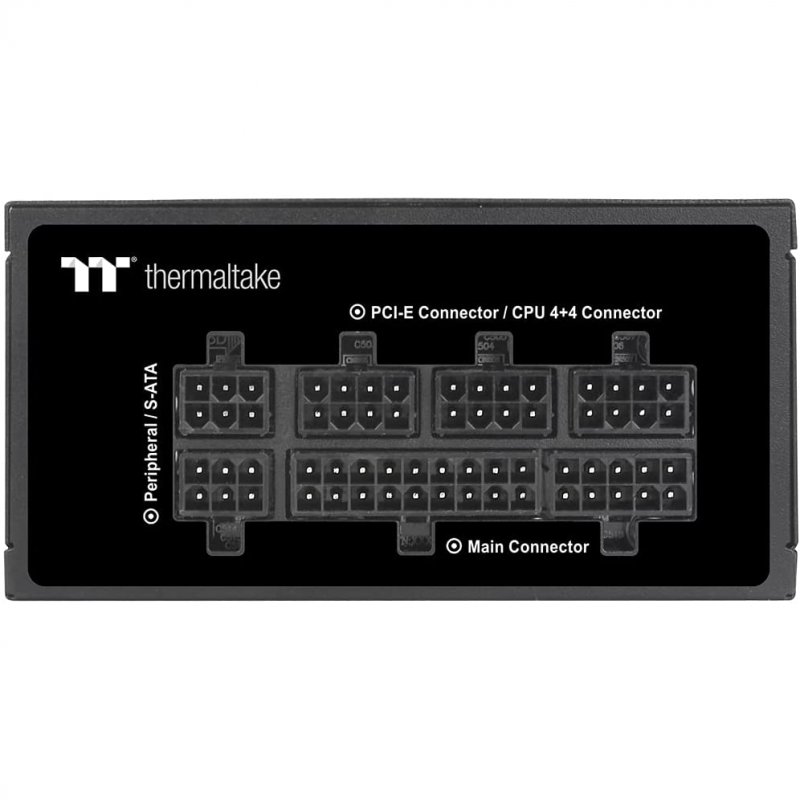 thermaltake
PCI-E Connector / CPU 4+4 Connector
Peripheral / S-ATA
Main Connector